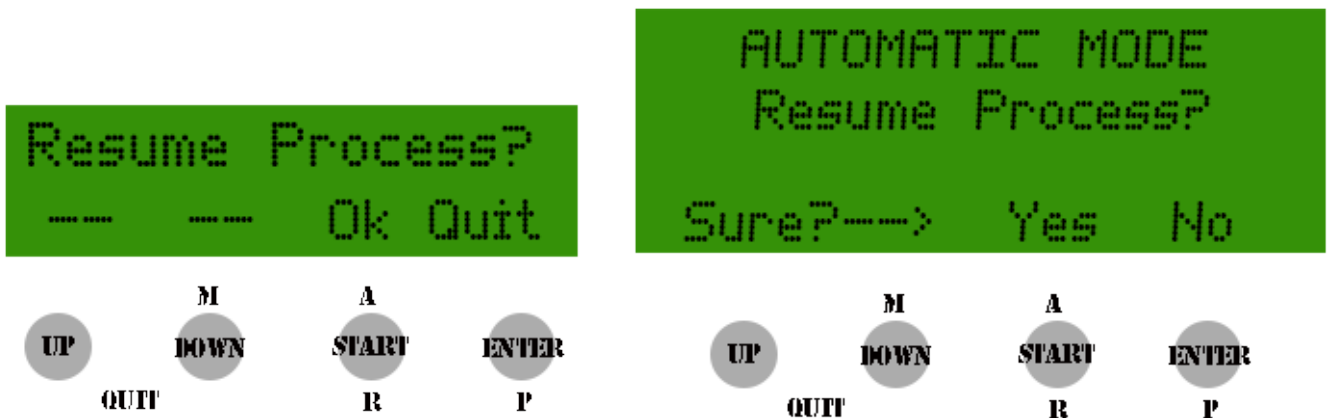 Resume Process?
-- -- Ok Quit
M A
UP DOWN START ENTER
QUIT R P
AUTOMATIC MODE
Resume Process?
Sure?--> Yes No
M A
UP DOWN START ENTER
QUIT R P